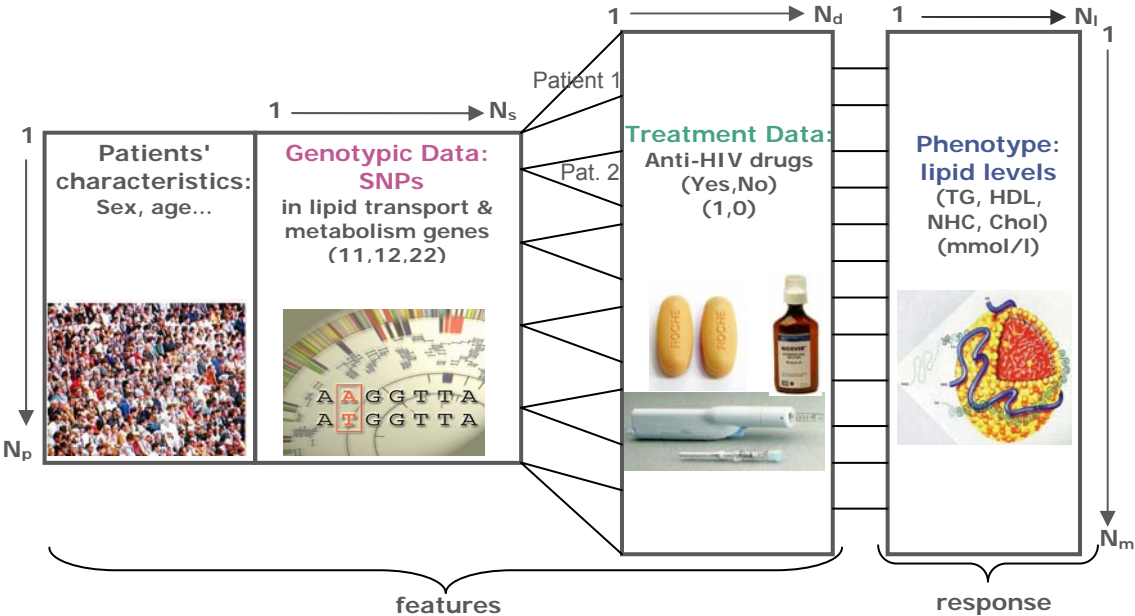 1 N_d
1 N_l
1
Patient 1
1 N_s
1
Patients'
characteristics:
Sex, age...
Genotypic Data:
SNPs
in lipid transport &
metabolism genes
(11,12,22)
Pat. 2
Treatment Data:
Anti-HIV drugs
(Yes,No)
(1,0)
Phenotype:
lipid levels
(TG, HDL,
NHC, Chol)
(mmol/l)
ROCHE ROCHE
NORVIR
A A G G T T A
A T G G T T A
N_p
N_m
features
response